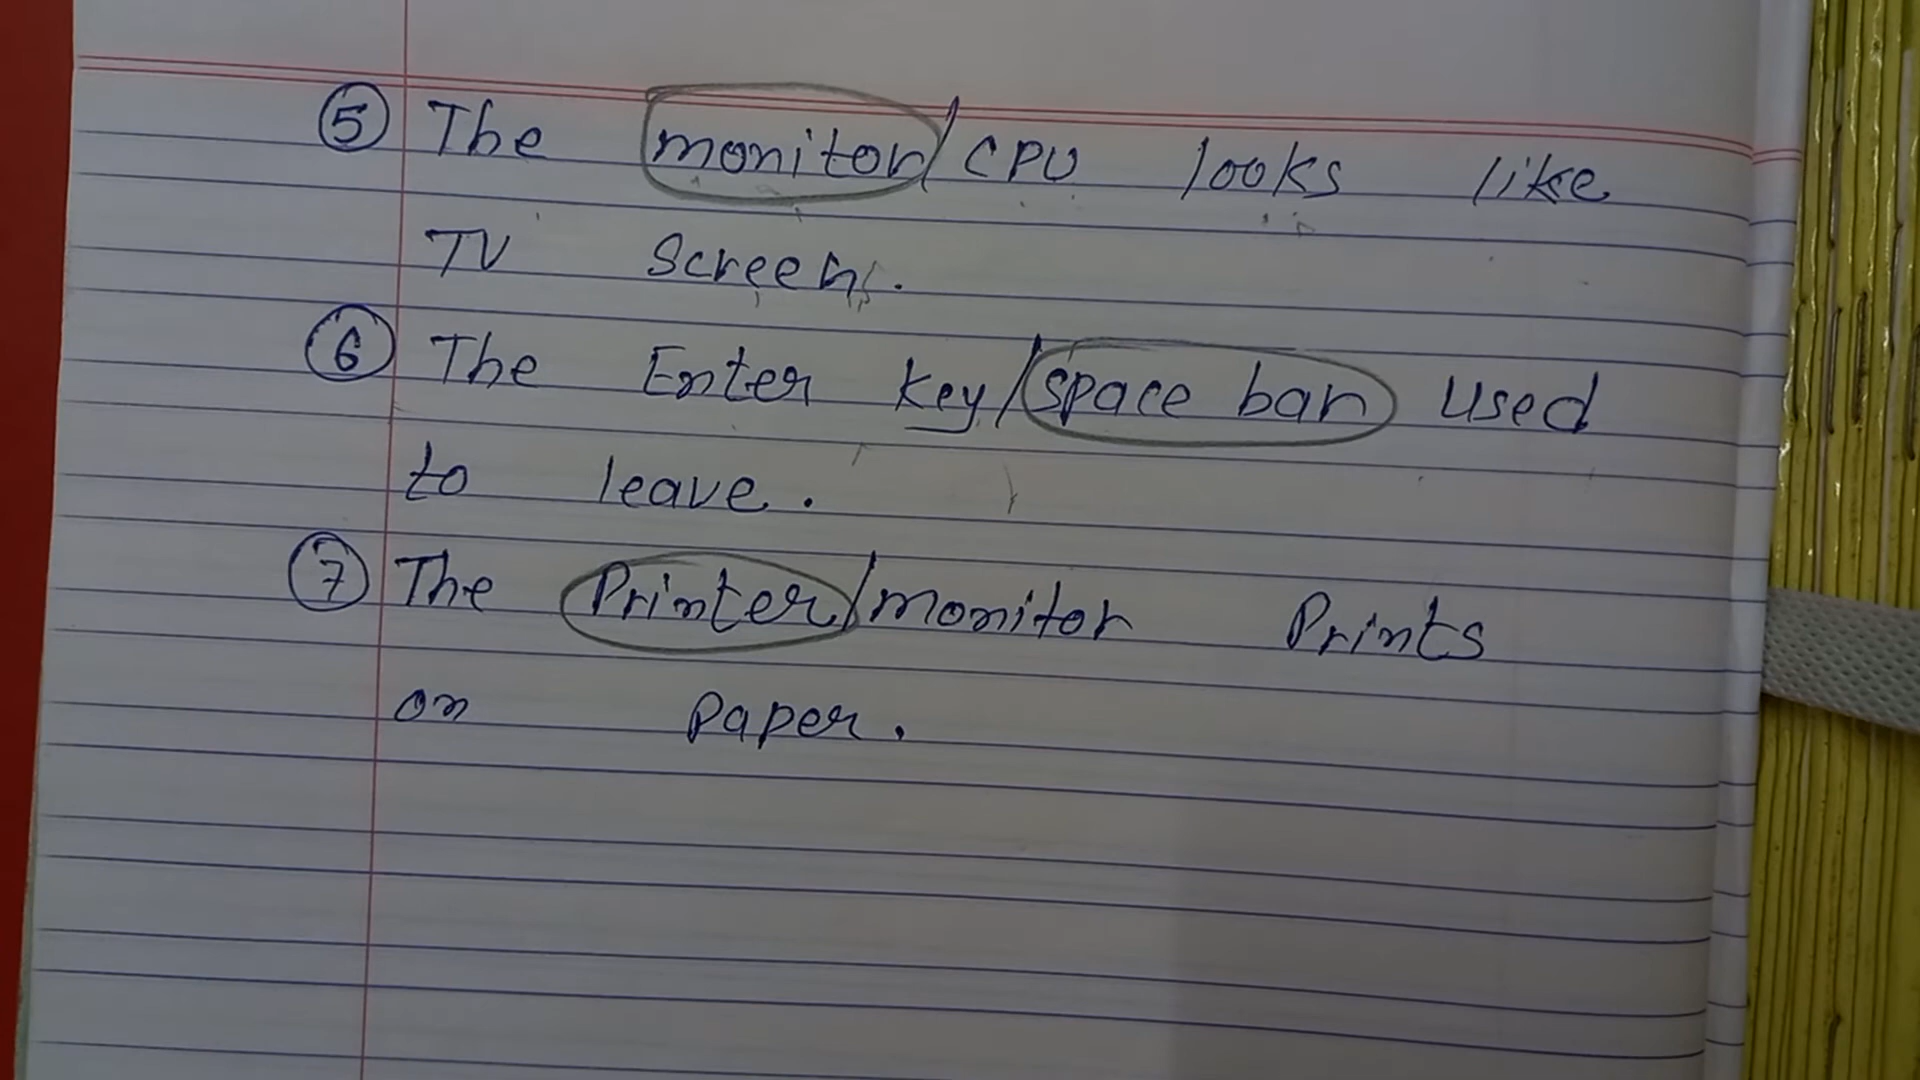 5 The monitor/CPU looks like
TV Screen.
6 The Enter key/space bar used
to leave.
7 The Printer/monitor Prints
on paper.